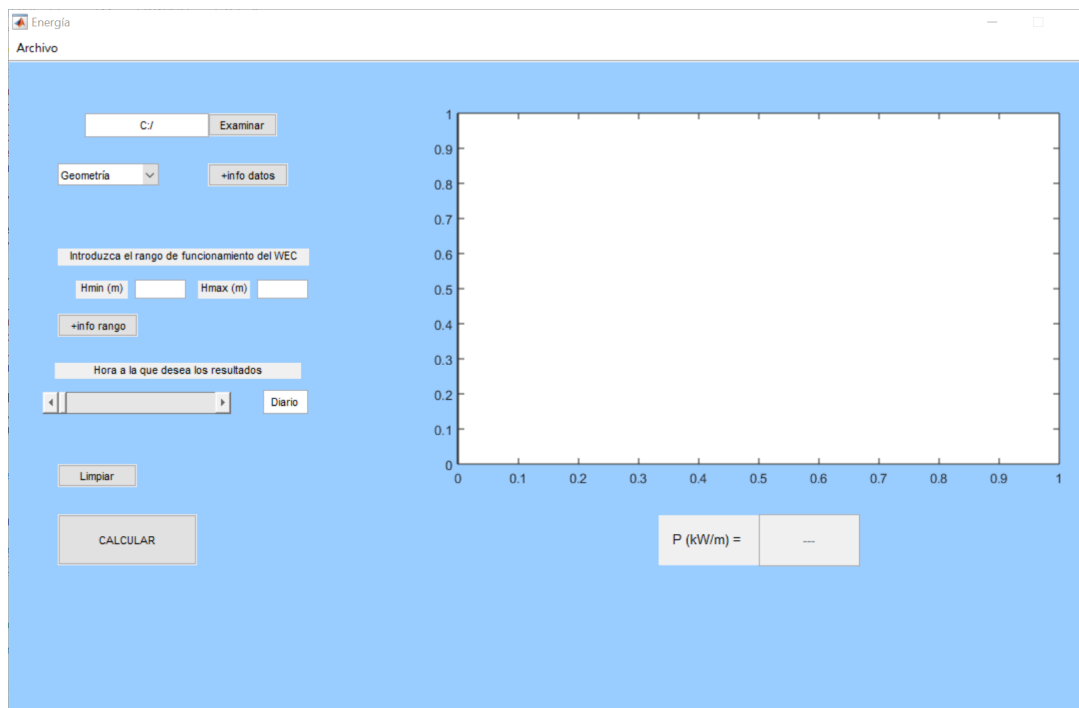 Energía
Archivo
C:/ Examinar
Geometría +info datos
Introduzca el rango de funcionamiento del WEC
Hmin (m) Hmax (m)
+info rango
Hora a la que desea los resultados
Diario
Limpiar
CALCULAR
1
0.9
0.8
0.7
0.6
0.5
0.4
0.3
0.2
0.1
0
0 0.1 0.2 0.3 0.4 0.5 0.6 0.7 0.8 0.9 1
P (kW/m) = ---